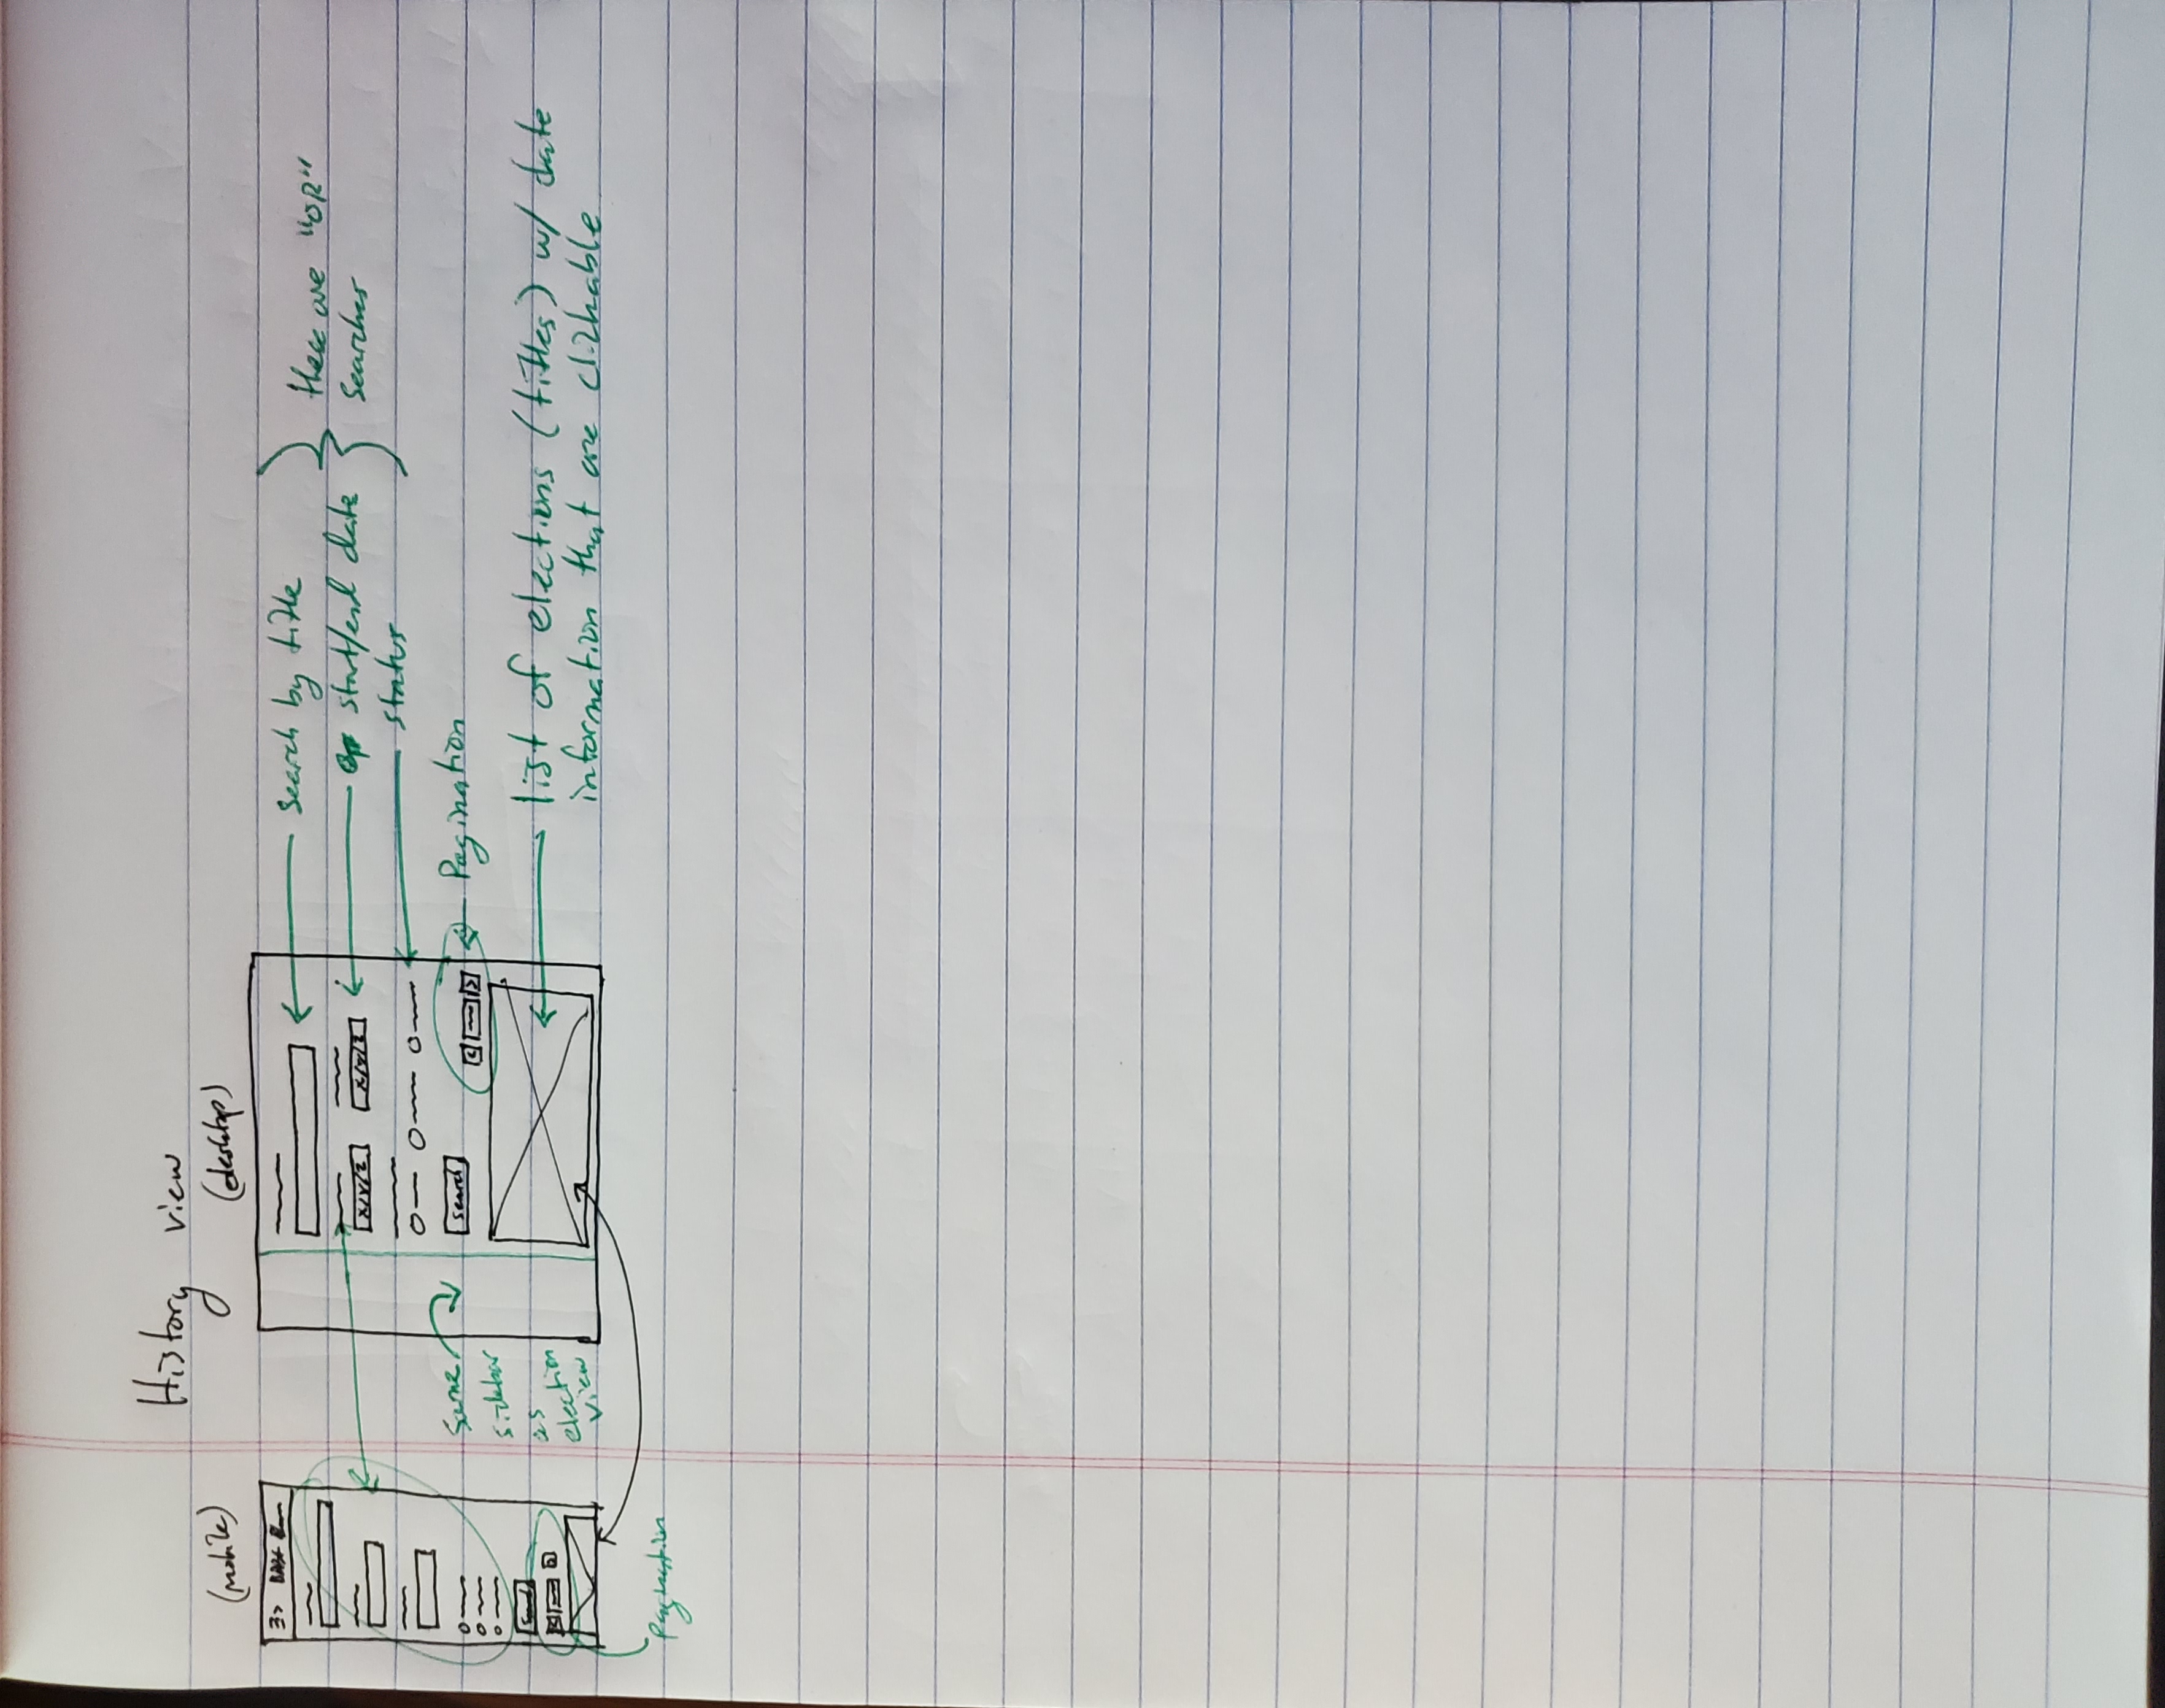 History view
(mobile)
(desktop)
search by title
start/end date
status
these are "OR"
searches
X/Y/Z
X/Y/Z
search
< >
Pagination
same
sidebar
as
election
view
search
list of elections (titles) w/ date
information that are clickable
Pagination